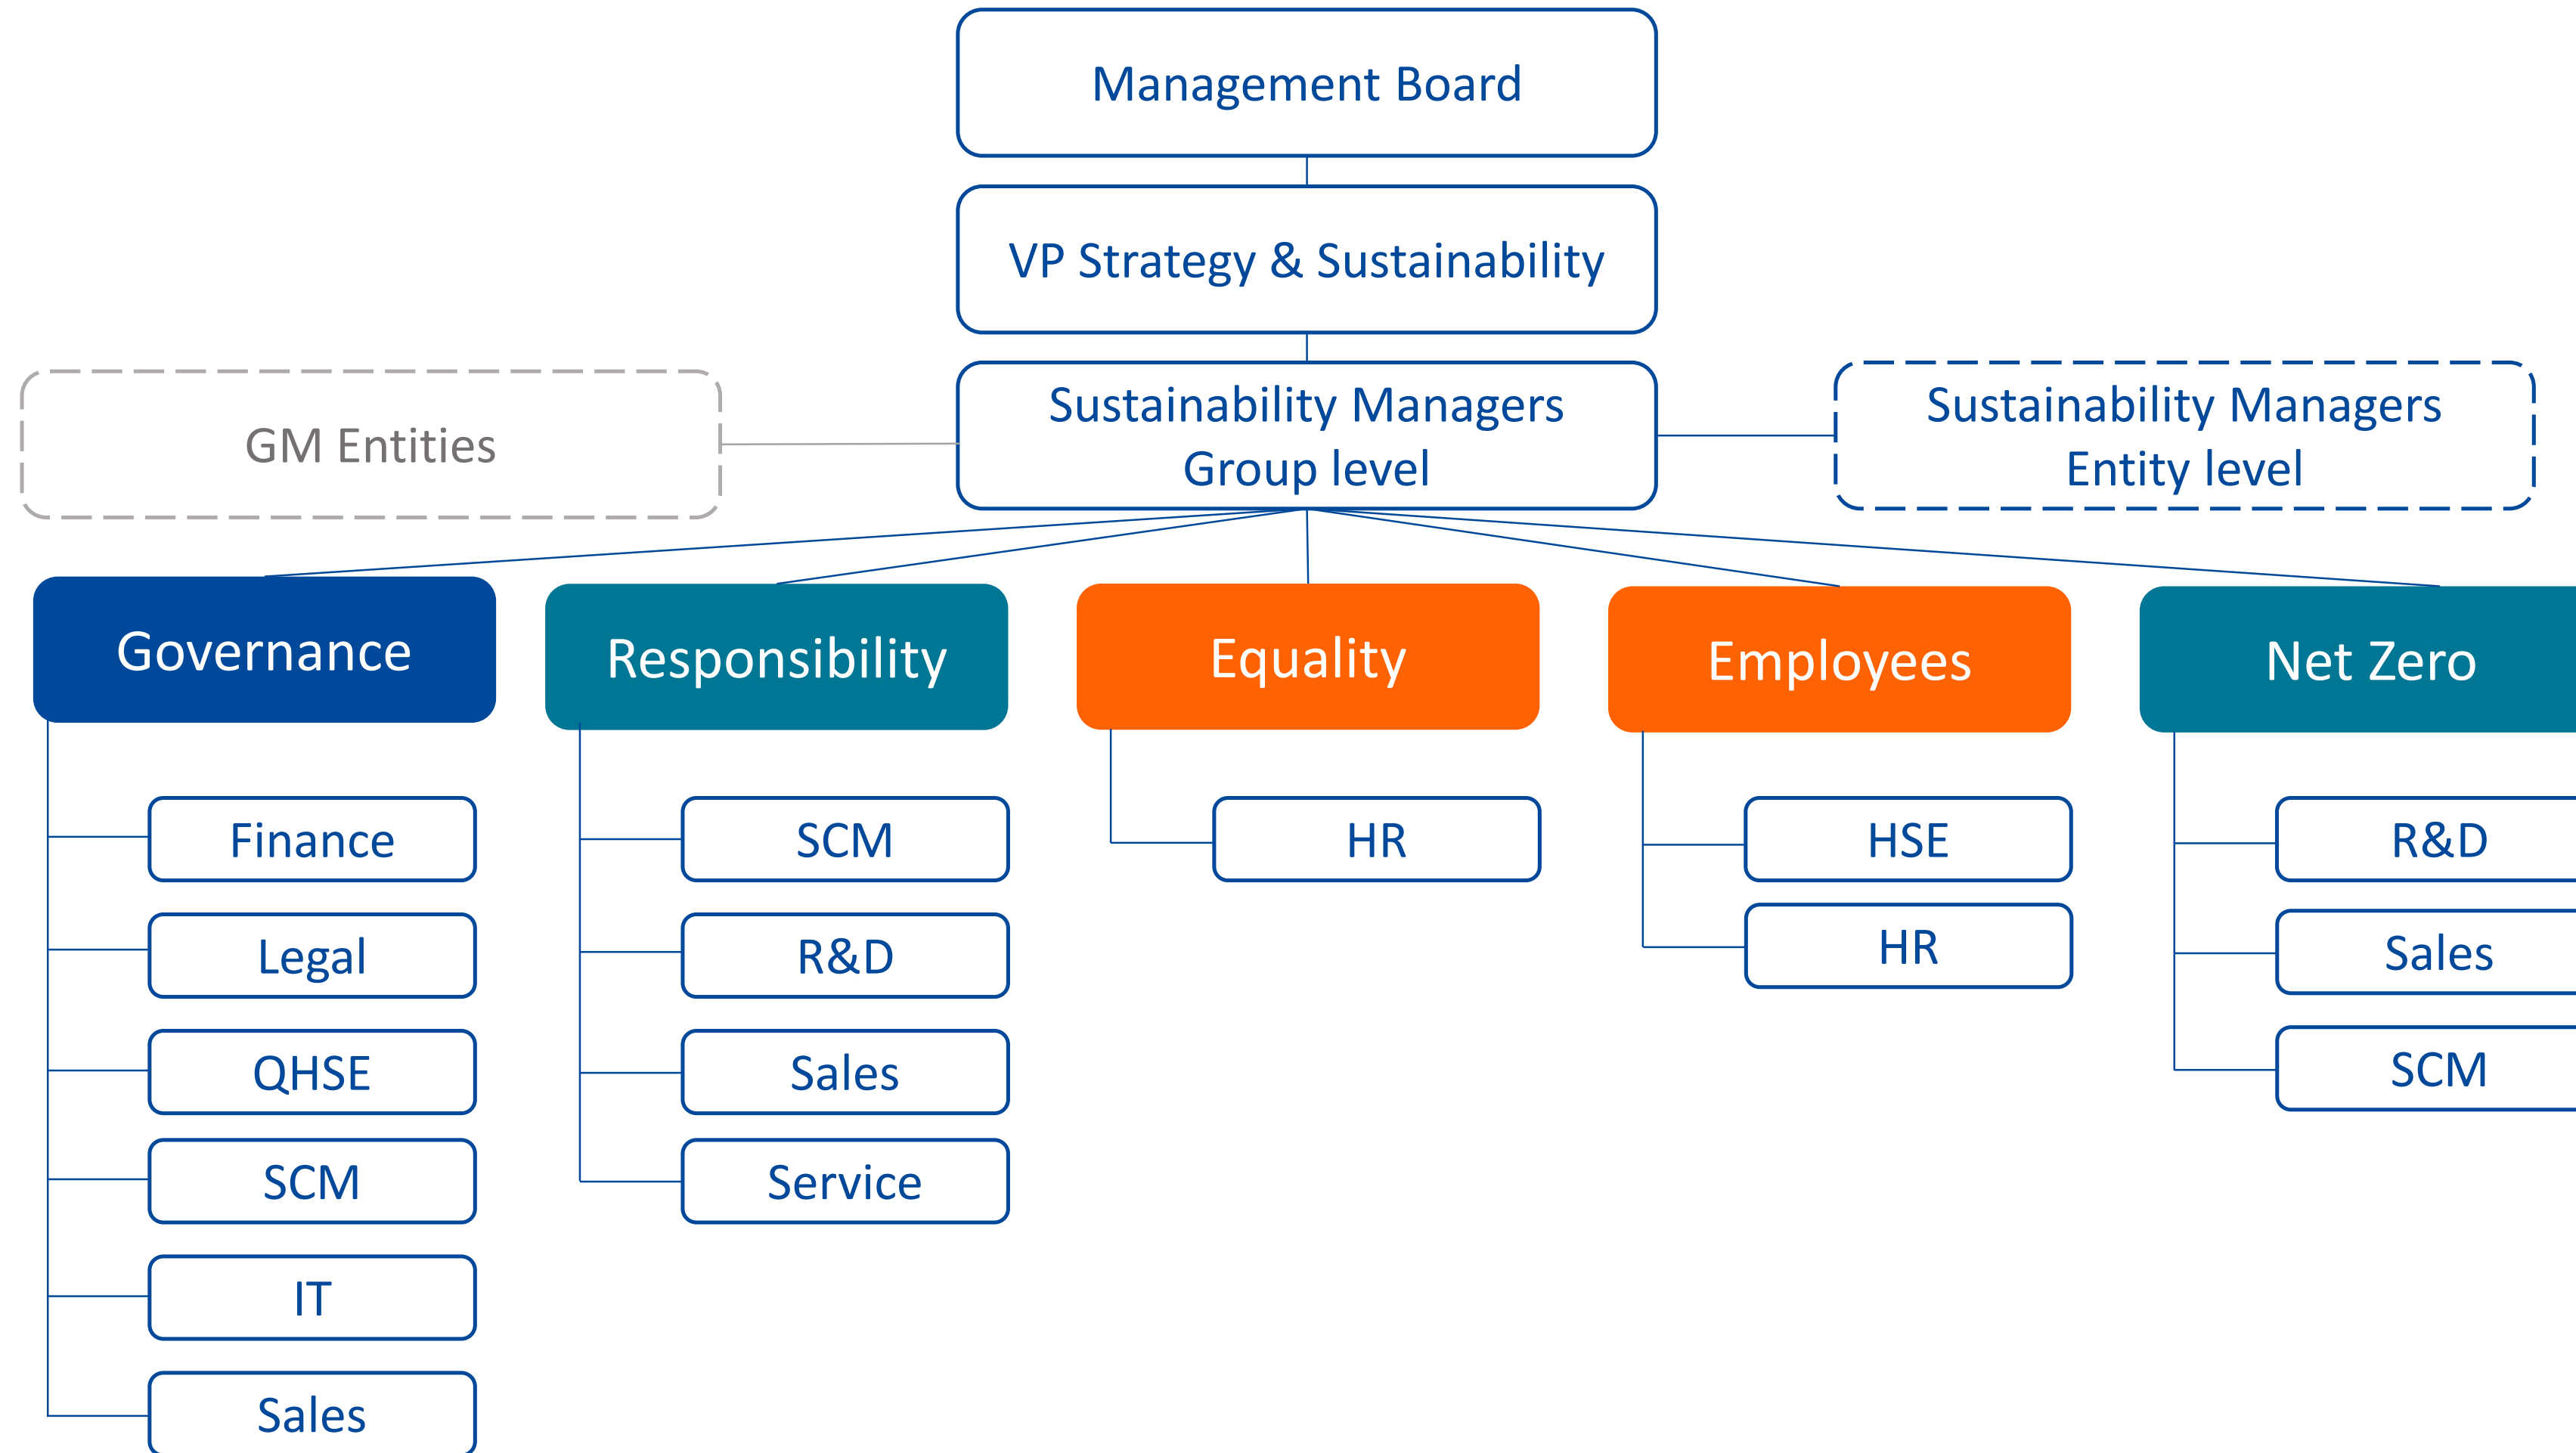 Management Board
VP Strategy & Sustainability
GM Entities
Sustainability Managers
Group level
Sustainability Managers
Entity level
Governance
Finance
Legal
QHSE
SCM
IT
Sales
Responsibility
SCM
R&D
Sales
Service
Equality
HR
Employees
HSE
HR
Net Zero
R&D
Sales
SCM